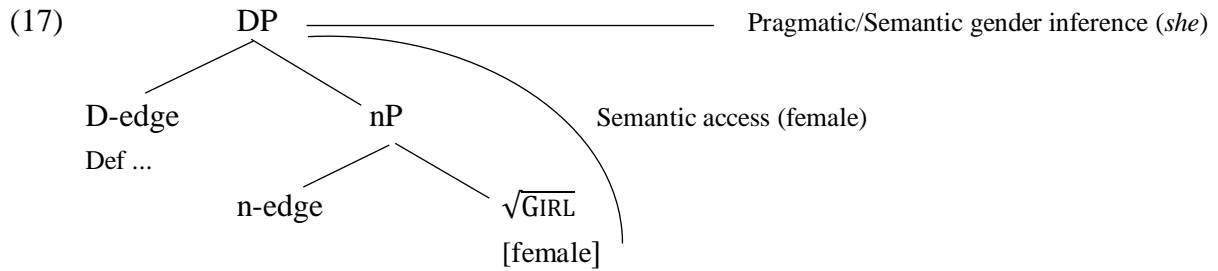 (17) DP Pragmatic/Semantic gender inference (she)
D-edge nP Semantic access (female)
Def ...
n-edge √GIRL
[female]